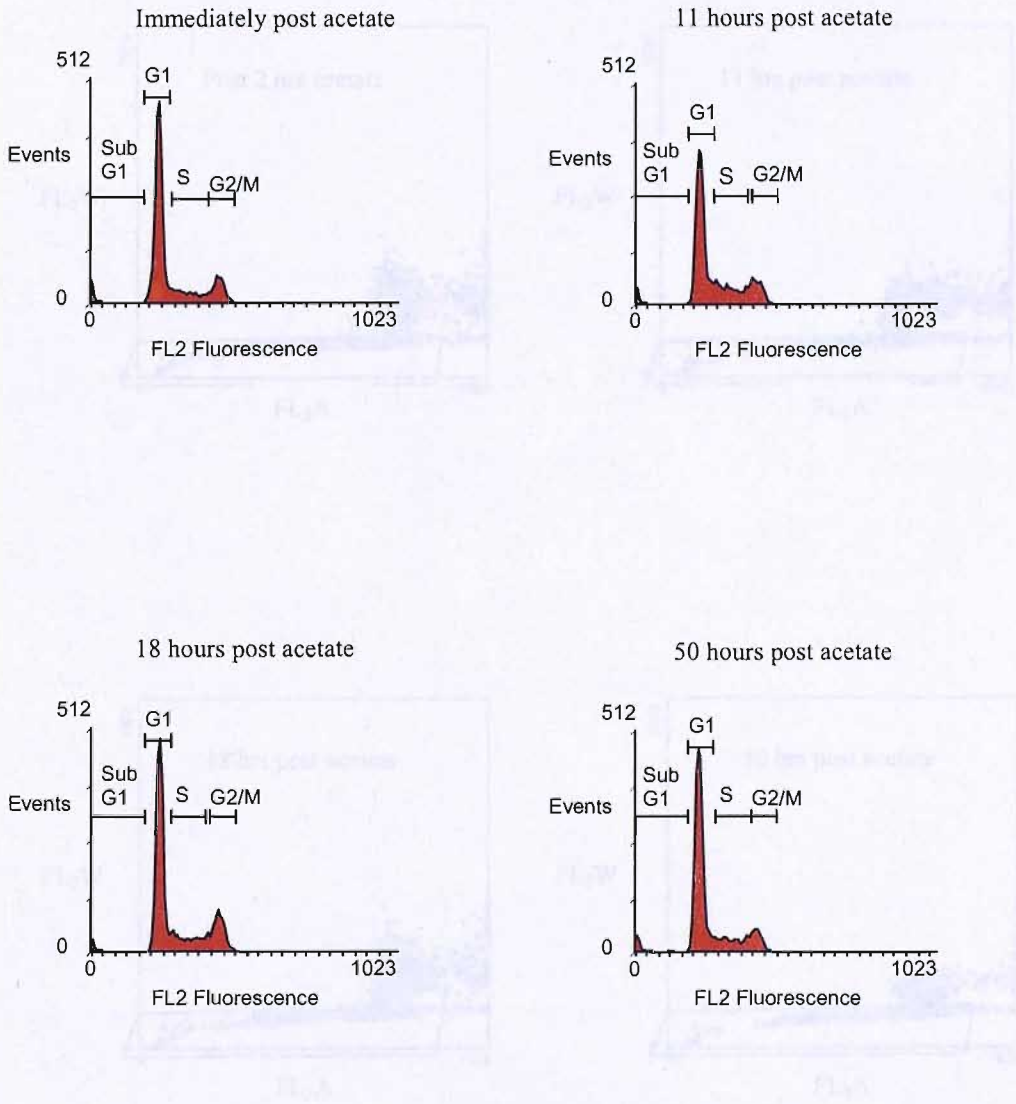 Immediately post acetate
512
G1
Events
Sub
G1
S
G2/M
0
0
1023
FL2 Fluorescence
11 hours post acetate
512
G1
Events
Sub
G1
S
G2/M
0
0
1023
FL2 Fluorescence
18 hours post acetate
512
G1
Events
Sub
G1
S
G2/M
0
0
1023
FL2 Fluorescence
50 hours post acetate
512
G1
Events
Sub
G1
S
G2/M
0
0
1023
FL2 Fluorescence